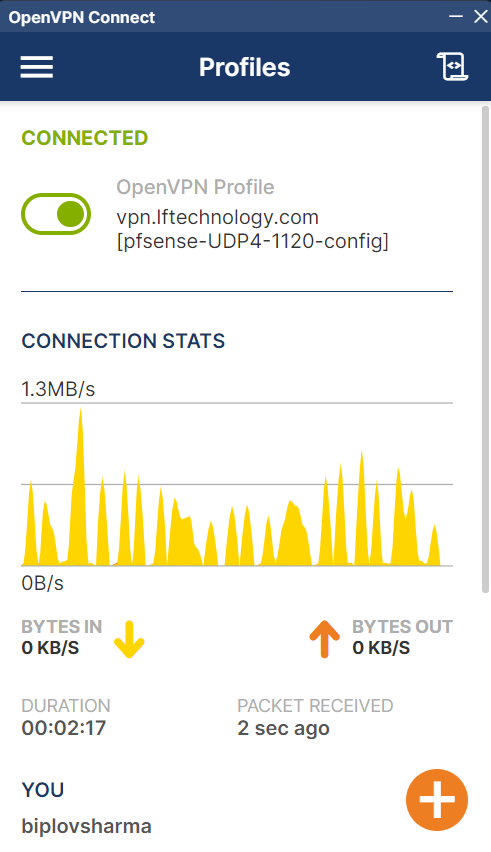 OpenVPN Connect
Profiles
CONNECTED
OpenVPN Profile
vpn.lftechnology.com
[pfsense-UDP4-1120-config]
CONNECTION STATS
1.3MB/s
0B/s
BYTES IN
0 KB/S
BYTES OUT
0 KB/S
DURATION
00:02:17
PACKET RECEIVED
2 sec ago
YOU
biplovsharma